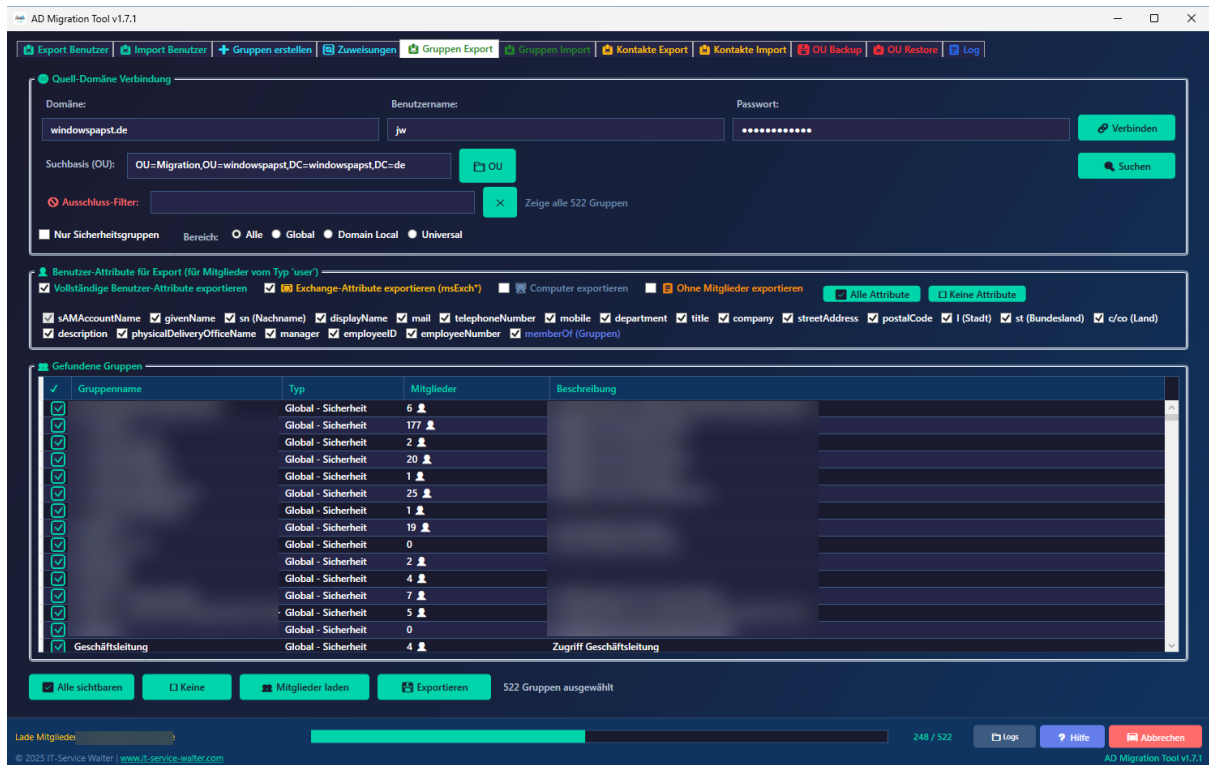 AD Migration Tool v1.7.1
Export Benutzer Import Benutzer Gruppen erstellen Zuweisungen Gruppen Export Gruppen Import Kontakte Export Kontakte Import OU Backup OU Restore Log
Quell-Domäne Verbindung
Domäne: Benutzername: Passwort:
windowspapst.de jw •••••••••••• Verbinden
Suchbasis (OU): OU=Migration,OU=windowspapst,DC=windowspapst,DC=de OU Suchen
Ausschluss-Filter: Zeige alle 522 Gruppen
Nur Sicherheitsgruppen Bereich: Alle Global Domain Local Universal
Benutzer-Attribute für Export (für Mitglieder vom Typ 'user')
Vollständige Benutzer-Attribute exportieren Exchange-Attribute exportieren (msExch*) Computer exportieren Ohne Mitglieder exportieren Alle Attribute Keine Attribute
sAMAccountName givenName sn (Nachname) displayName mail telephoneNumber mobile department title company streetAddress postalCode l (Stadt) st (Bundesland) c/co (Land)
description physicalDeliveryOfficeName manager employeeID employeeNumber memberOf (Gruppen)
Gefundene Gruppen
✓ Gruppenname Typ Mitglieder Beschreibung
Global - Sicherheit 6
Global - Sicherheit 177
Global - Sicherheit 2
Global - Sicherheit 20
Global - Sicherheit 1
Global - Sicherheit 25
Global - Sicherheit 1
Global - Sicherheit 19
Global - Sicherheit 0
Global - Sicherheit 2
Global - Sicherheit 4
Global - Sicherheit 7
Global - Sicherheit 5
Global - Sicherheit 0
Geschäftsleitung Global - Sicherheit 4 Zugriff Geschäftsleitung
Alle sichtbaren Keine Mitglieder laden Exportieren 522 Gruppen ausgewählt
Lade Mitglieder 248 / 522 Logs ? Hilfe Abbrechen
© 2025 IT-Service Walter | www.it-service-walter.com AD Migration Tool v1.7.1